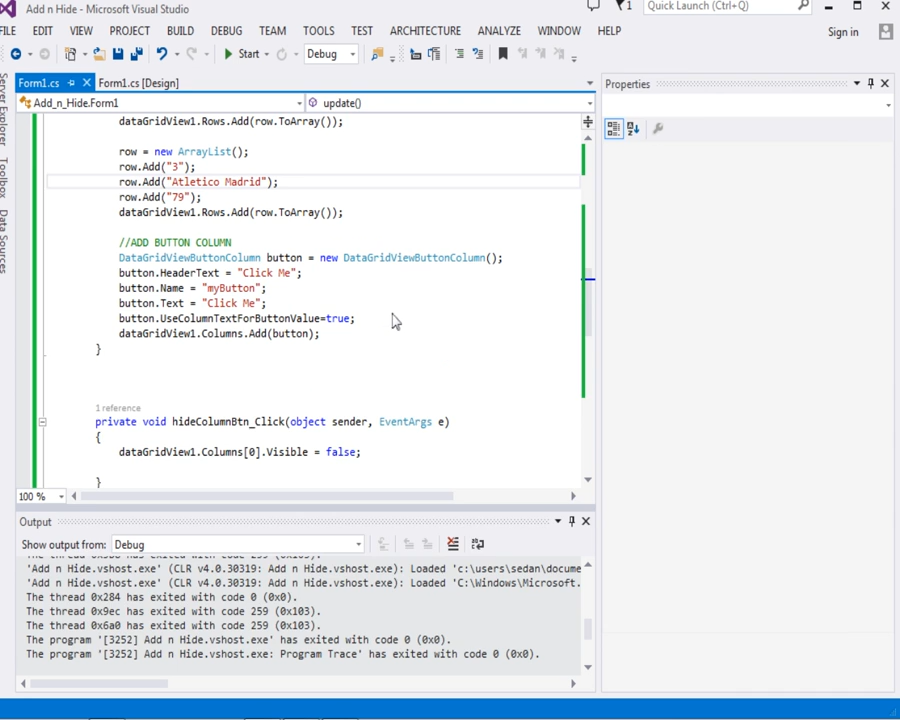 Add n Hide - Microsoft Visual Studio
1
Quick Launch (Ctrl+Q)
FILE EDIT VIEW PROJECT BUILD DEBUG TEAM TOOLS TEST ARCHITECTURE ANALYZE WINDOW HELP
Sign in
Start Debug
Server Explorer
Toolbox
Data Sources
Form1.cs Form1.cs [Design]
Properties
Add_n_Hide.Form1 update()
dataGridView1.Rows.Add(row.ToArray());
row = new ArrayList();
row.Add("3");
row.Add("Atletico Madrid");
row.Add("79");
dataGridView1.Rows.Add(row.ToArray());
//ADD BUTTON COLUMN
DataGridViewButtonColumn button = new DataGridViewButtonColumn();
button.HeaderText = "Click Me";
button.Name = "myButton";
button.Text = "Click Me";
button.UseColumnTextForButtonValue=true;
dataGridView1.Columns.Add(button);
}
1 reference
private void hideColumnBtn_Click(object sender, EventArgs e)
{
dataGridView1.Columns[0].Visible = false;
}
100 %
Output
Show output from: Debug
'Add n Hide.vshost.exe' (CLR v4.0.30319: Add n Hide.vshost.exe): Loaded 'c:\users\sedan\docume
'Add n Hide.vshost.exe' (CLR v4.0.30319: Add n Hide.vshost.exe): Loaded 'C:\Windows\Microsoft.
The thread 0x284 has exited with code 0 (0x0).
The thread 0x9ec has exited with code 259 (0x103).
The thread 0x6a0 has exited with code 259 (0x103).
The program '[3252] Add n Hide.vshost.exe' has exited with code 0 (0x0).
The program '[3252] Add n Hide.vshost.exe: Program Trace' has exited with code 0 (0x0).